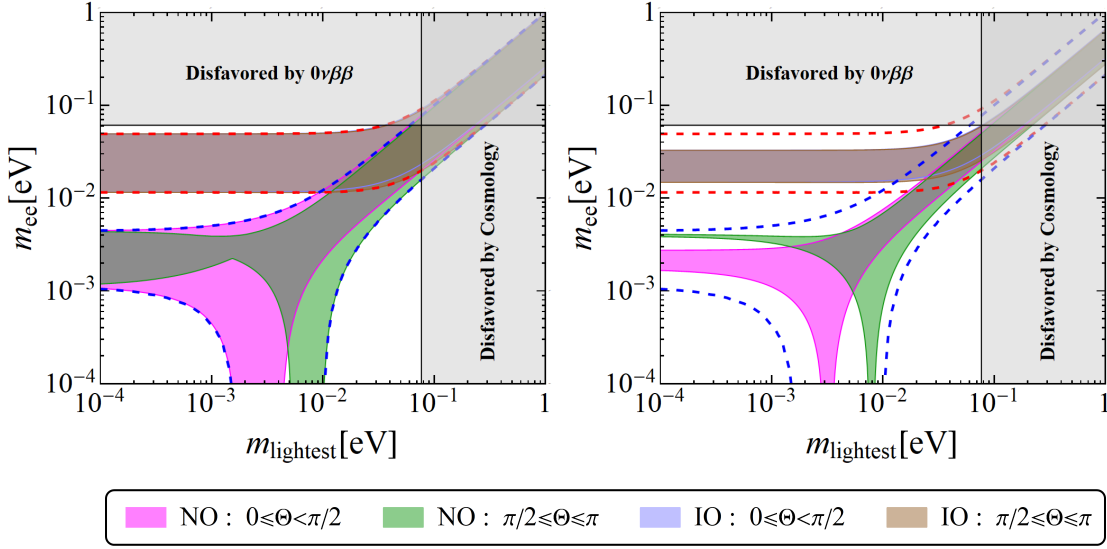 1
10⁻¹
10⁻²
10⁻³
10⁻⁴
mₑₑ[eV]
Disfavored by 0νββ
Disfavored by Cosmology
10⁻⁴ 10⁻³ 10⁻² 10⁻¹ 1
m_lightest[eV]
1
10⁻¹
10⁻²
10⁻³
10⁻⁴
mₑₑ[eV]
Disfavored by 0νββ
Disfavored by Cosmology
10⁻⁴ 10⁻³ 10⁻² 10⁻¹ 1
m_lightest[eV]
NO : 0⩽Θ<π/2 NO : π/2⩽Θ⩽π IO : 0⩽Θ<π/2 IO : π/2⩽Θ⩽π